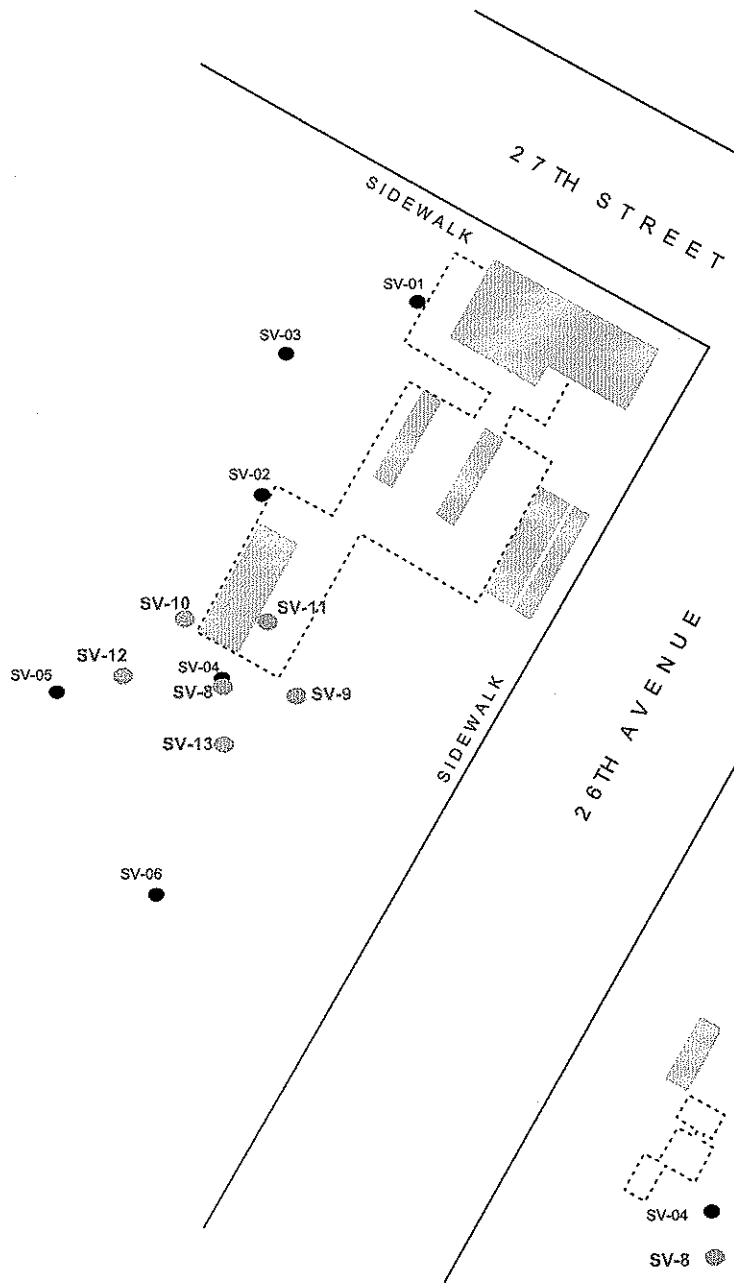 27TH STREET
SIDEWALK
SV-01
SV-03
SV-02
SV-10
SV-11
SV-12
SV-04
SV-05
SV-8
SV-9
SV-13
SIDEWALK
26TH AVENUE
SV-06
SV-04
SV-8